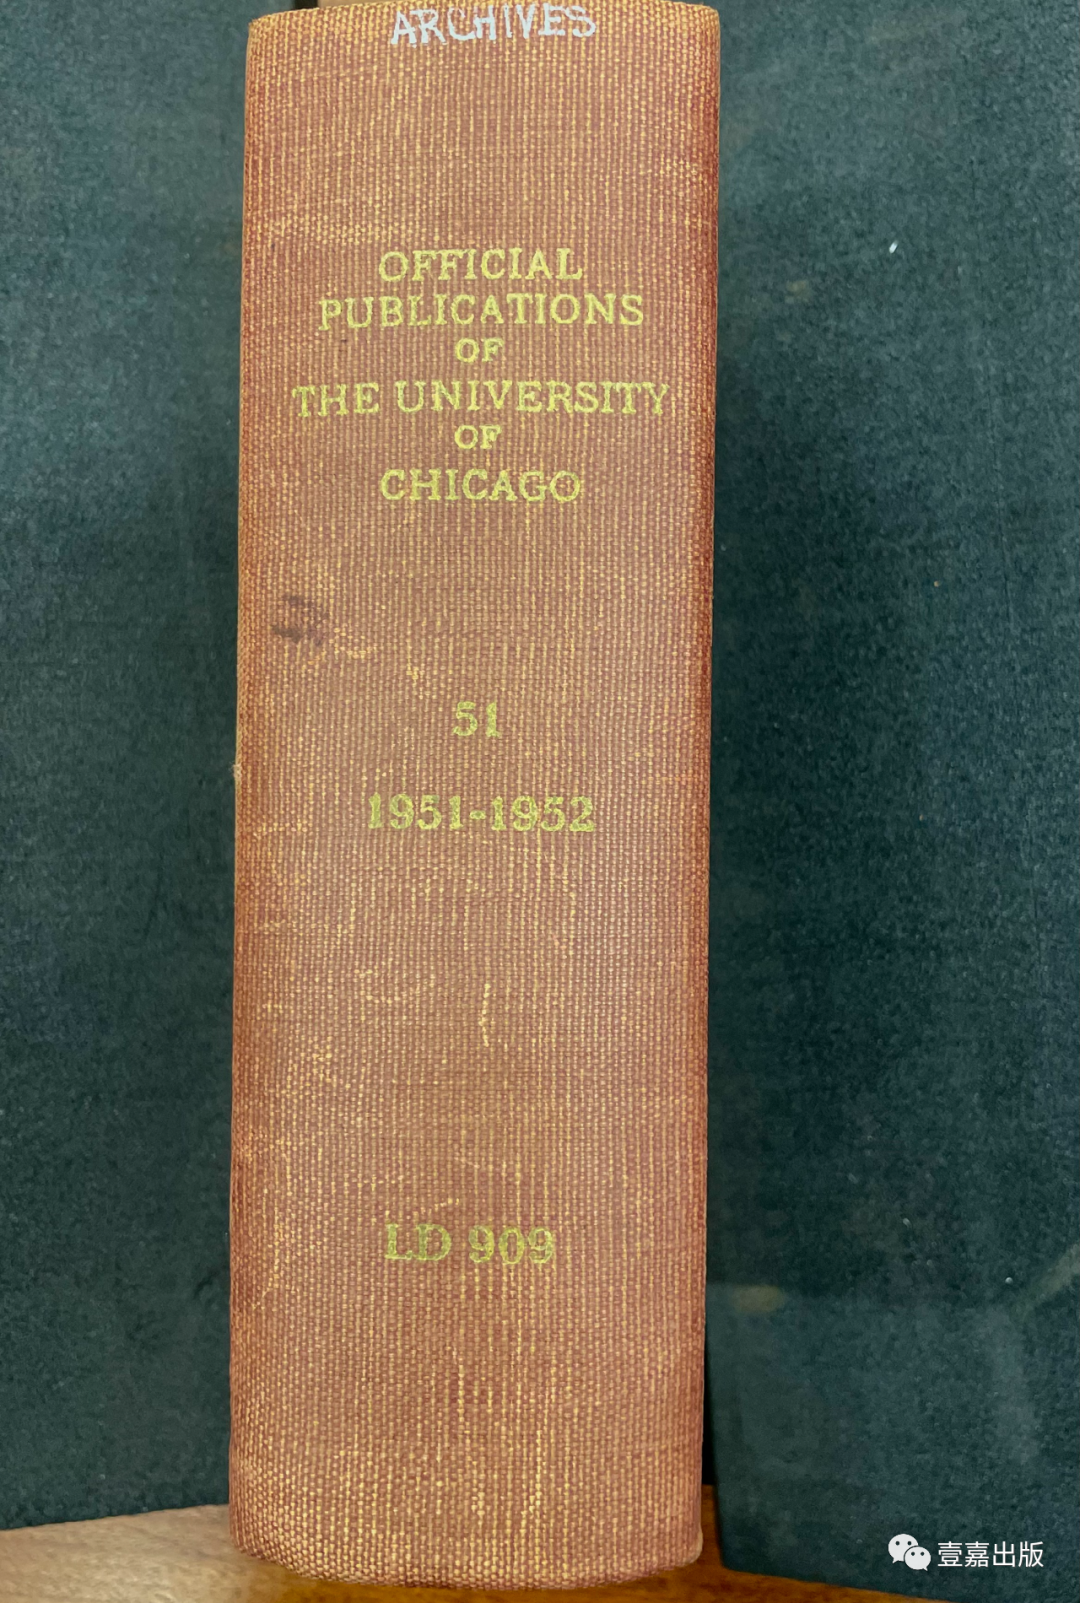 ARCHIVES
OFFICIAL
PUBLICATIONS
OF
THE UNIVERSITY
OF
CHICAGO
51
1951-1952
LD 909
壹嘉出版